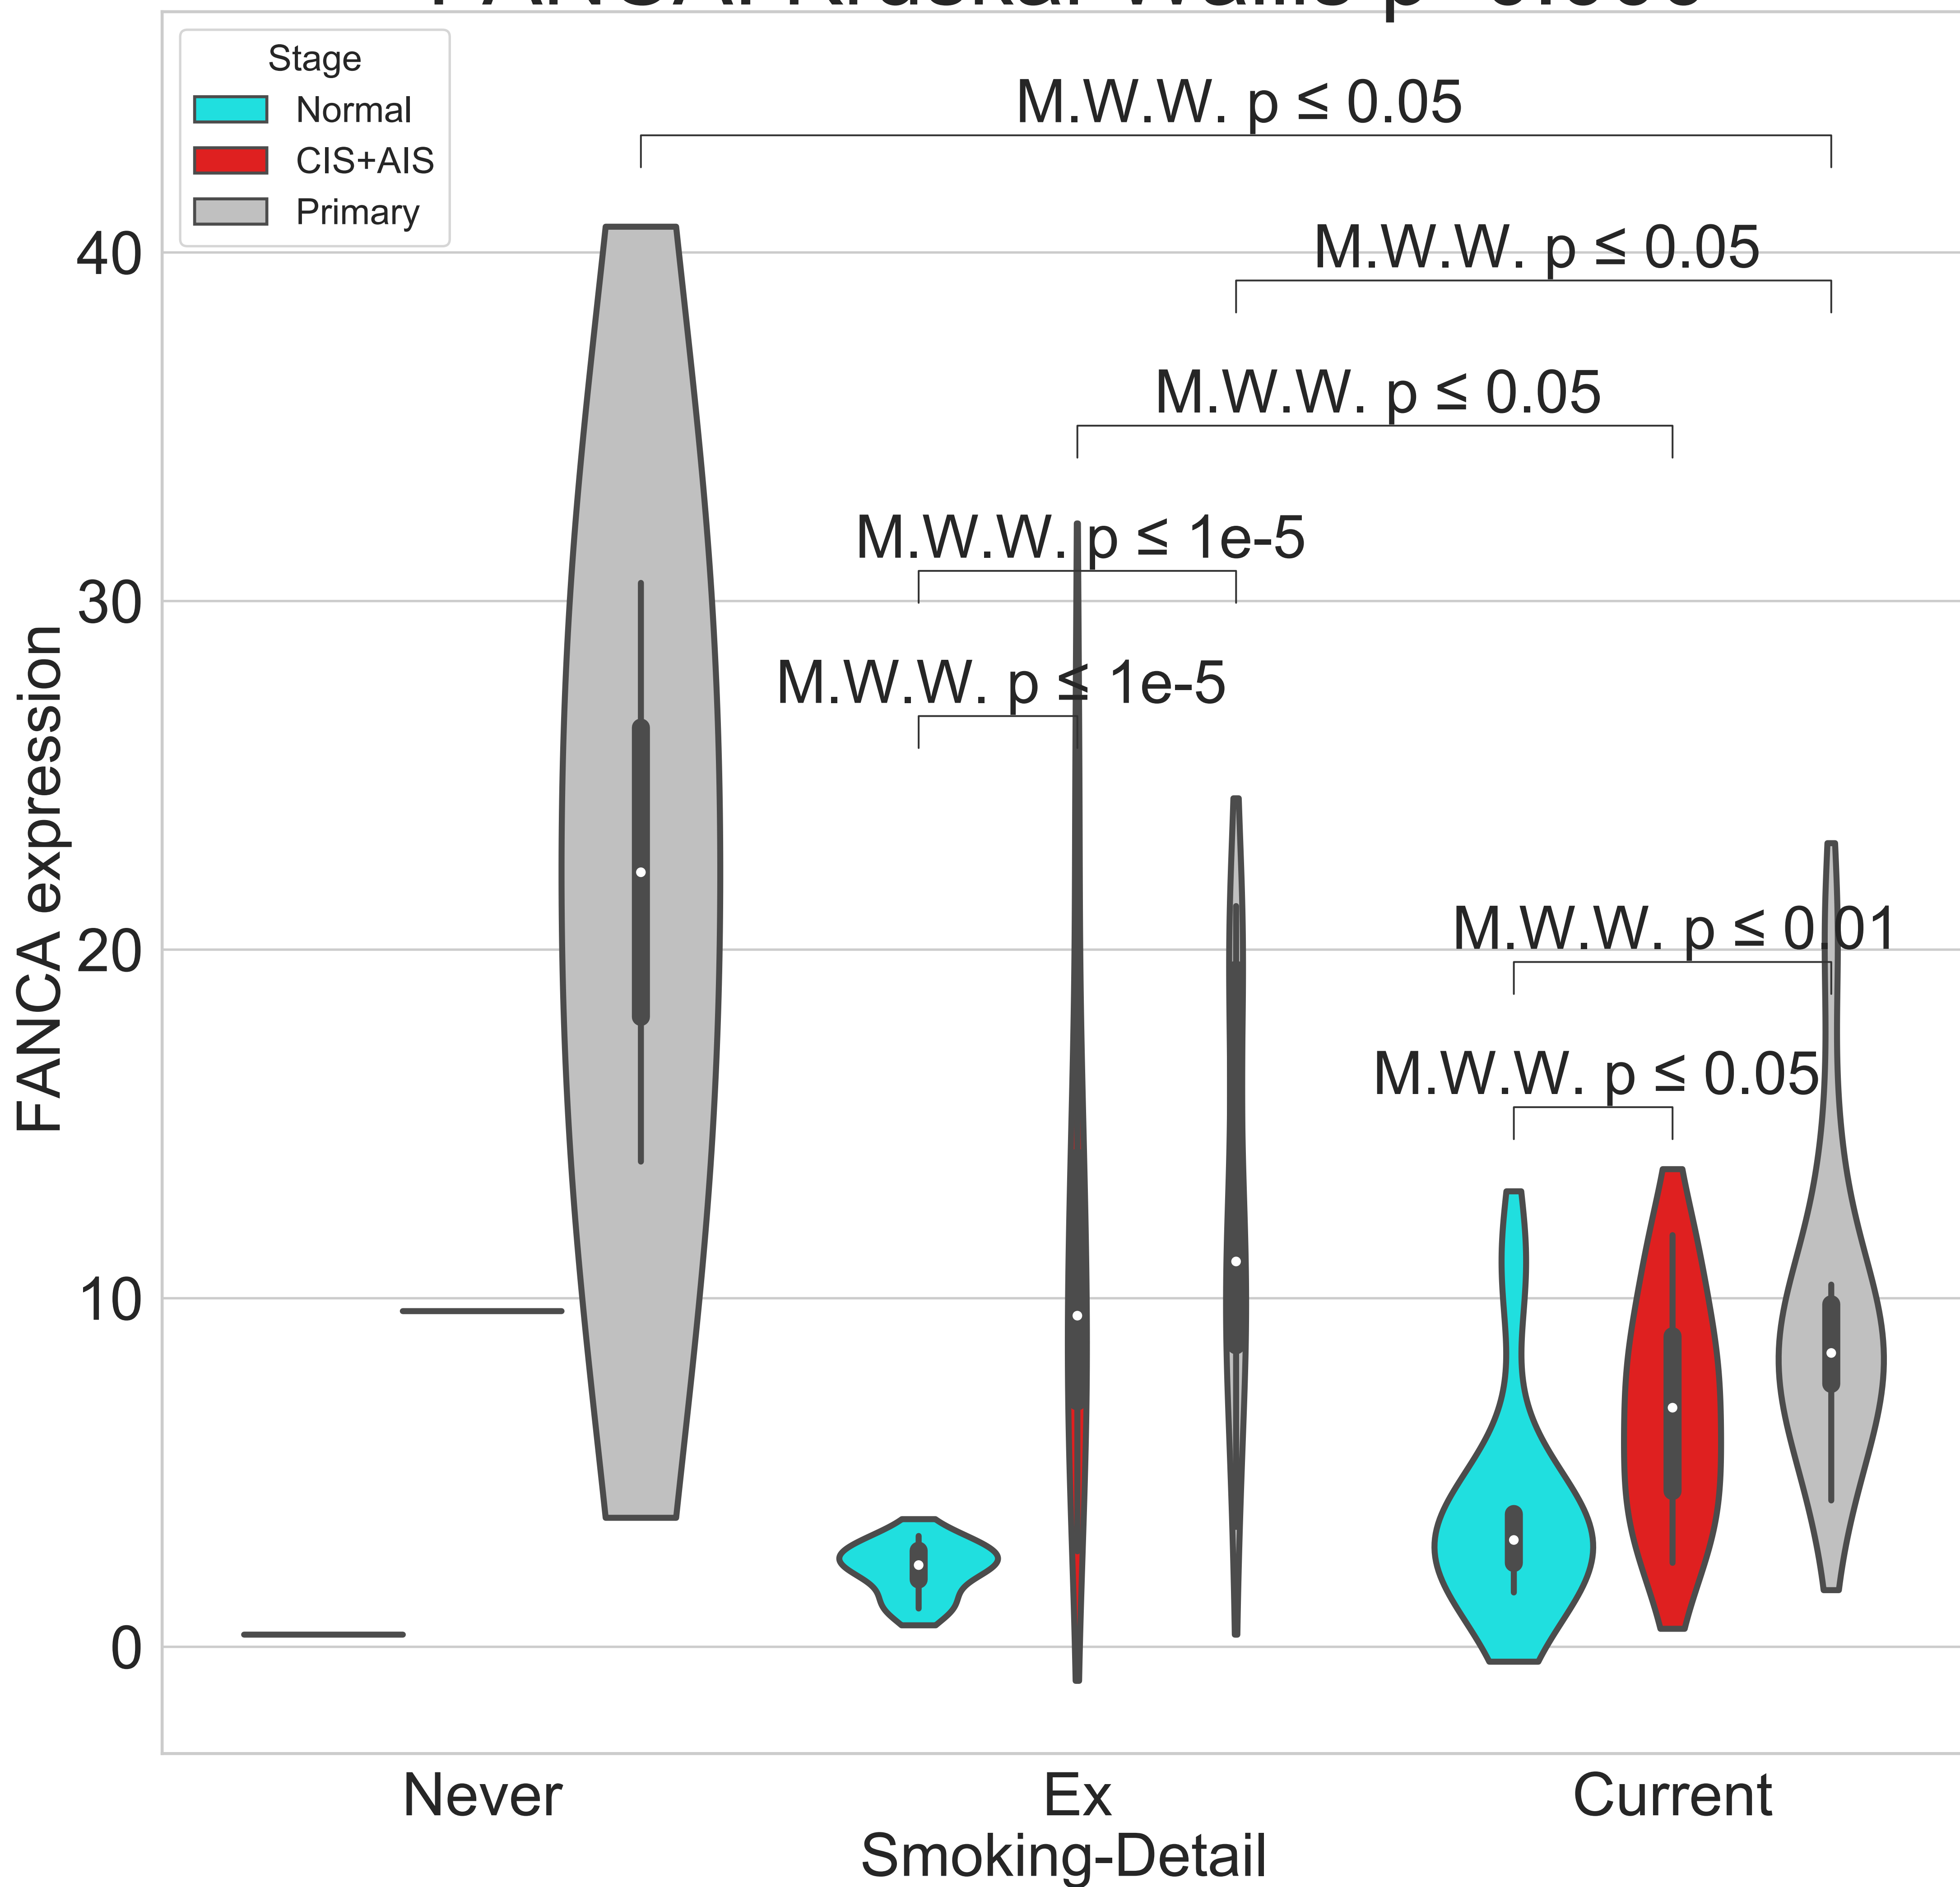 Stage
Normal
CIS+AIS
Primary
M.W.W. p ≤ 0.05
M.W.W. p ≤ 0.05
M.W.W. p ≤ 0.05
M.W.W. p ≤ 1e-5
M.W.W. p ≤ 1e-5
M.W.W. p ≤ 0.01
M.W.W. p ≤ 0.05
40
30
20
10
0
FANCA expression
Never
Ex
Current
Smoking-Detail